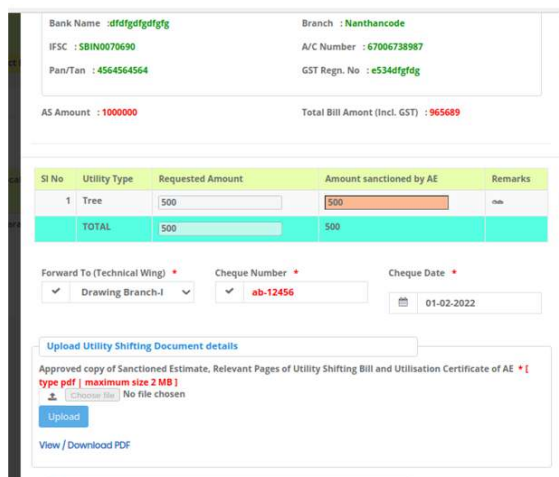 Bank Name :dfdfgdfgdfgfg Branch : Nanthancode
IFSC : SBIN0070690 A/C Number : 67006738987
Pan/Tan : 4564564564 GST Regn. No : e534dfgfdg
AS Amount : 1000000 Total Bill Amont (Incl. GST) : 965689
Sl No Utility Type Requested Amount Amount sanctioned by AE Remarks
1 Tree 500 500
TOTAL 500 500
Forward To (Technical Wing) * Cheque Number * Cheque Date *
Drawing Branch-I ab-12456 01-02-2022
Upload Utility Shifting Document details
Approved copy of Sanctioned Estimate, Relevant Pages of Utility Shifting Bill and Utilisation Certificate of AE * [
type pdf | maximum size 2 MB ]
Choose file No file chosen
Upload
View / Download PDF